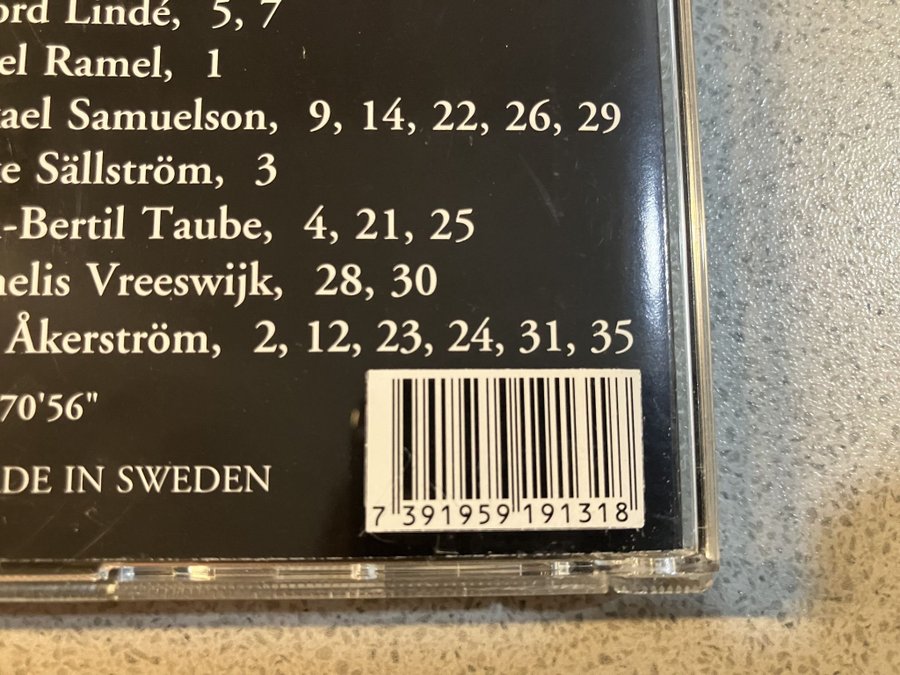 ord Lindé, 5, 7
el Ramel, 1
ael Samuelson, 9, 14, 22, 26, 29
e Sällström, 3
-Bertil Taube, 4, 21, 25
nelis Vreeswijk, 28, 30
Åkerström, 2, 12, 23, 24, 31, 35
70'56"
DE IN SWEDEN
7 391959 191318